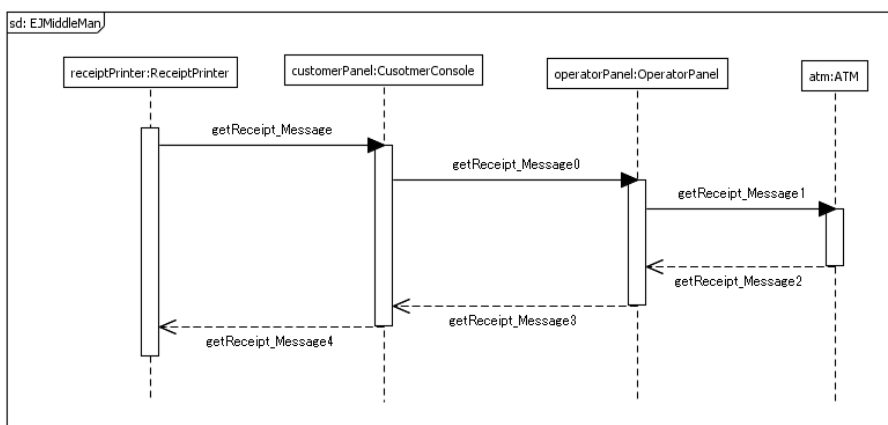 sd: EJMiddleMan
receiptPrinter:ReceiptPrinter
customerPanel:CusotmerConsole
operatorPanel:OperatorPanel
atm:ATM
getReceipt_Message
getReceipt_Message0
getReceipt_Message1
getReceipt_Message2
getReceipt_Message3
getReceipt_Message4